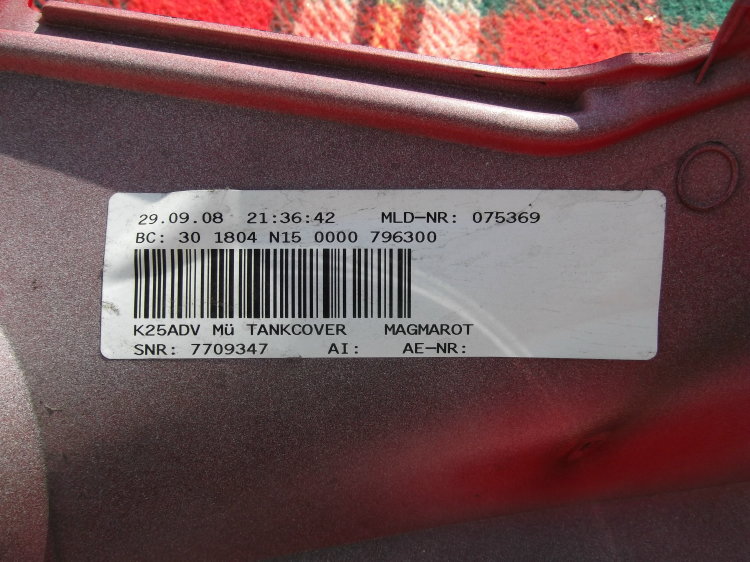 29.09.08 21:36:42 MLD-NR: 075369
BC: 30 1804 N15 0000 796300
K25ADV Mü TANKCOVER MAGMAROT
SNR: 7709347 AI: AE-NR: